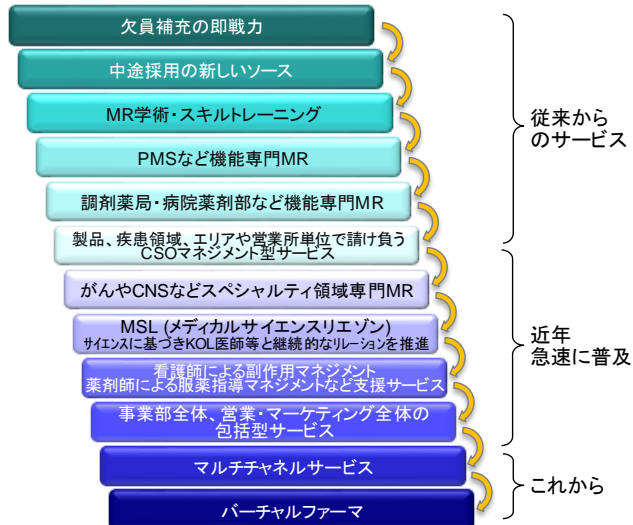 欠員補充の即戦力
中途採用の新しいソース
MR学術・スキルトレーニング
PMSなど機能専門MR
調剤薬局・病院薬剤部など機能専門MR
製品、疾患領域、エリアや営業所単位で請け負う
CSOマネジメント型サービス
がんやCNSなどスペシャルティ領域専門MR
MSL (メディカルサイエンスリエゾン)
サイエンスに基づきKOL医師等と継続的なリレーションを推進
看護師による副作用マネジメント
薬剤師による服薬指導マネジメントなど支援サービス
事業部全体、営業・マーケティング全体の
包括型サービス
マルチチャネルサービス
バーチャルファーマ
従来から
のサービス
近年
急速に普及
これから